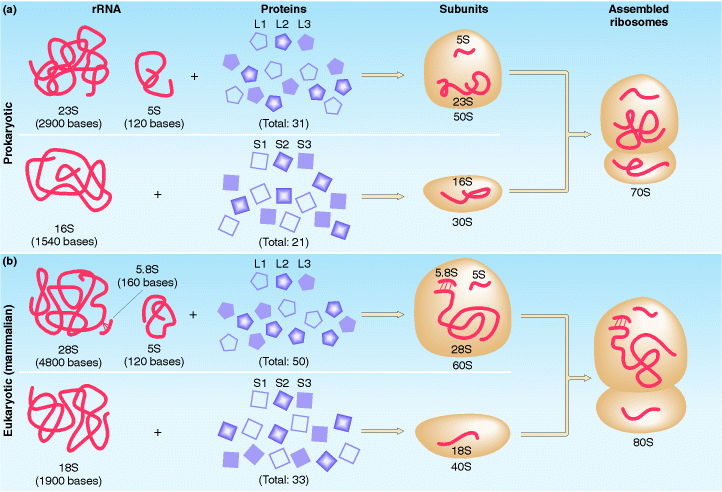 (a)
rRNA
Proteins
Subunits
Assembled
ribosomes
Prokaryotic
L1 L2 L3
23S
(2900 bases)
5S
(120 bases)
+
(Total: 31)
5S
23S
50S
S1 S2 S3
16S
(1540 bases)
+
(Total: 21)
16S
30S
70S
(b)
Eukaryotic (mammalian)
5.8S
(160 bases)
L1 L2 L3
28S
(4800 bases)
5S
(120 bases)
+
(Total: 50)
5.8S
5S
28S
60S
S1 S2 S3
18S
(1900 bases)
+
(Total: 33)
18S
40S
80S